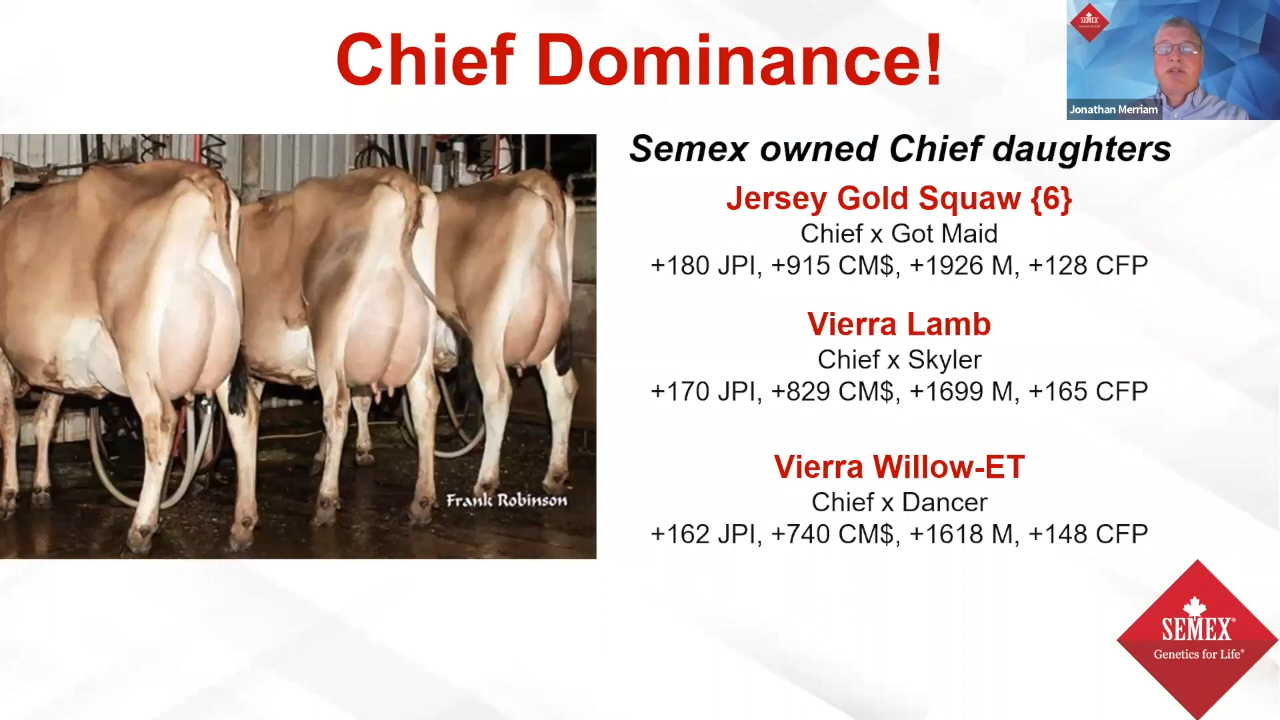 Chief Dominance!
SEMEX
Jonathan Merriam
Semex owned Chief daughters
Jersey Gold Squaw {6}
Chief x Got Maid
+180 JPI, +915 CM$, +1926 M, +128 CFP
Vierra Lamb
Chief x Skyler
+170 JPI, +829 CM$, +1699 M, +165 CFP
Vierra Willow-ET
Chief x Dancer
+162 JPI, +740 CM$, +1618 M, +148 CFP
Frank Robinson
SEMEX®
Genetics for Life®